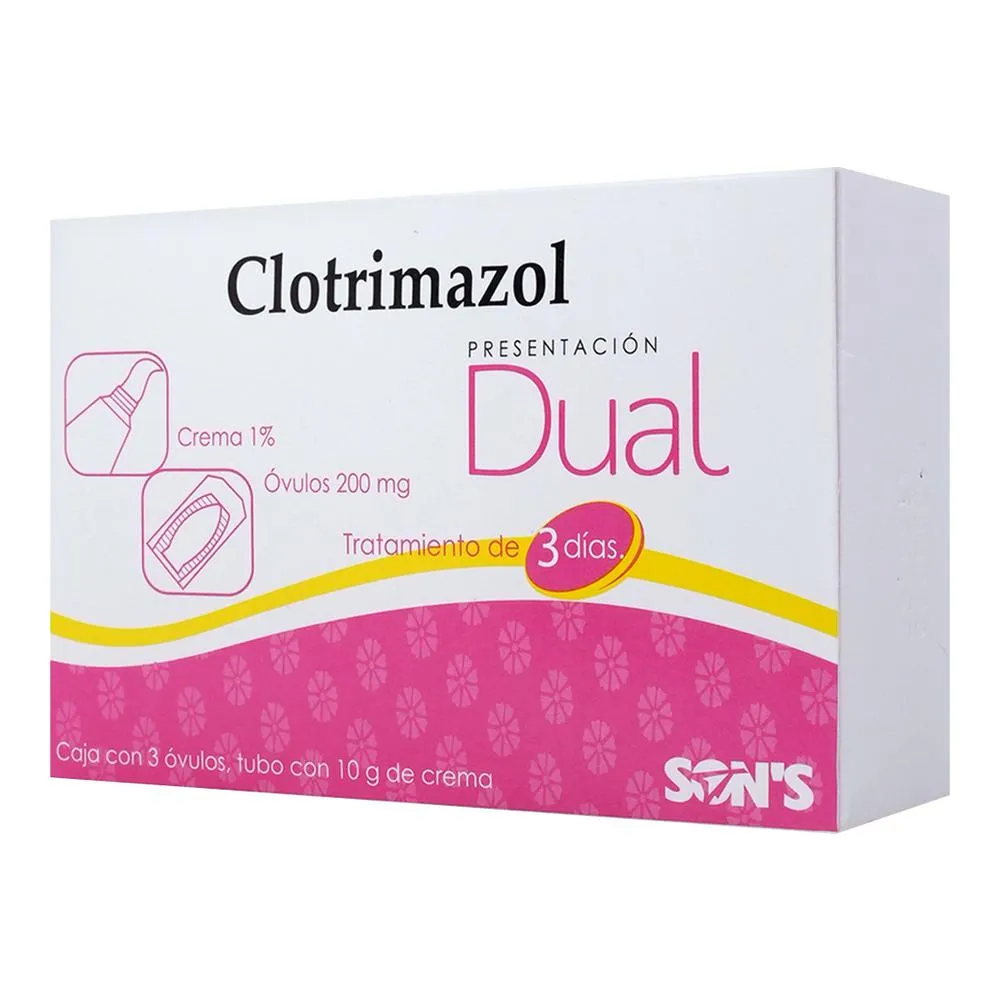 Clotrimazol
PRESENTACIÓN
Dual
Crema 1%
Óvulos 200 mg
Tratamiento de 3 días.
Caja con 3 óvulos, tubo con 10 g de crema
SON'S